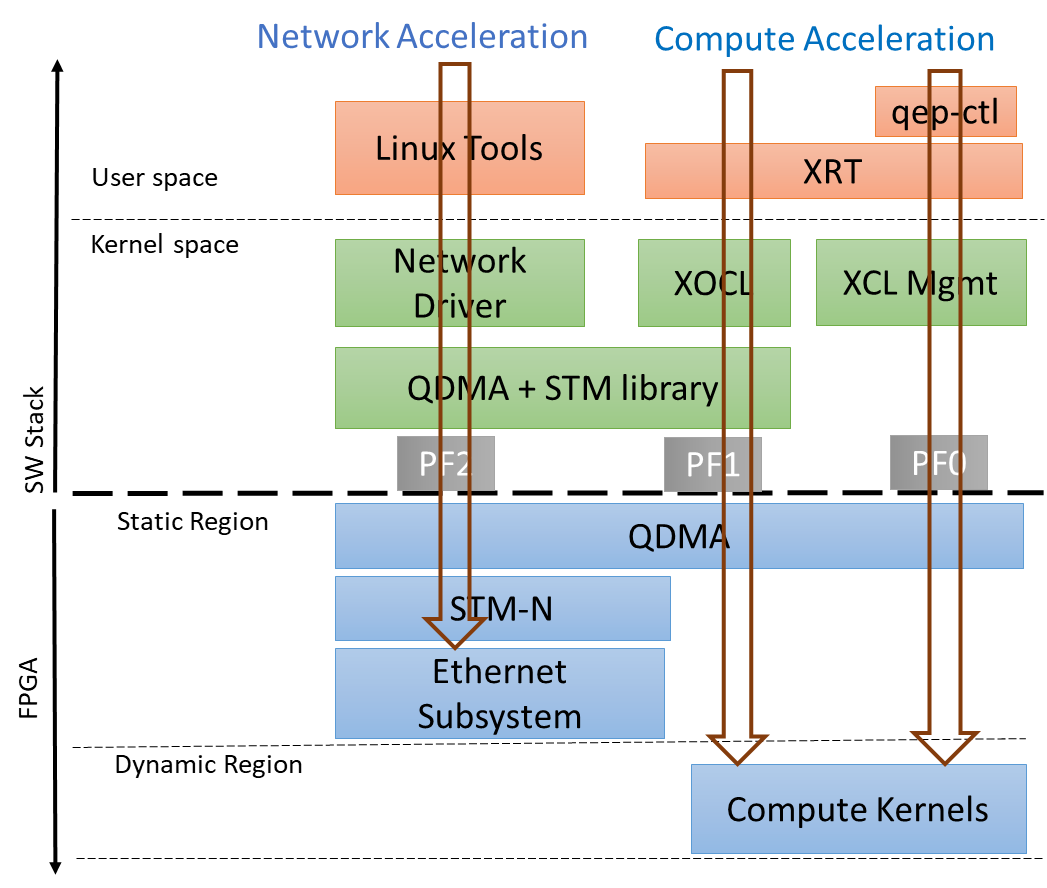 Network Acceleration
Compute Acceleration
qep-ctl
Linux Tools
XRT
User space
Kernel space
Network
Driver
XOCL
XCL Mgmt
QDMA + STM library
SW Stack
PF2
PF1
PF0
Static Region
QDMA
STM-N
Ethernet
Subsystem
FPGA
Dynamic Region
Compute Kernels